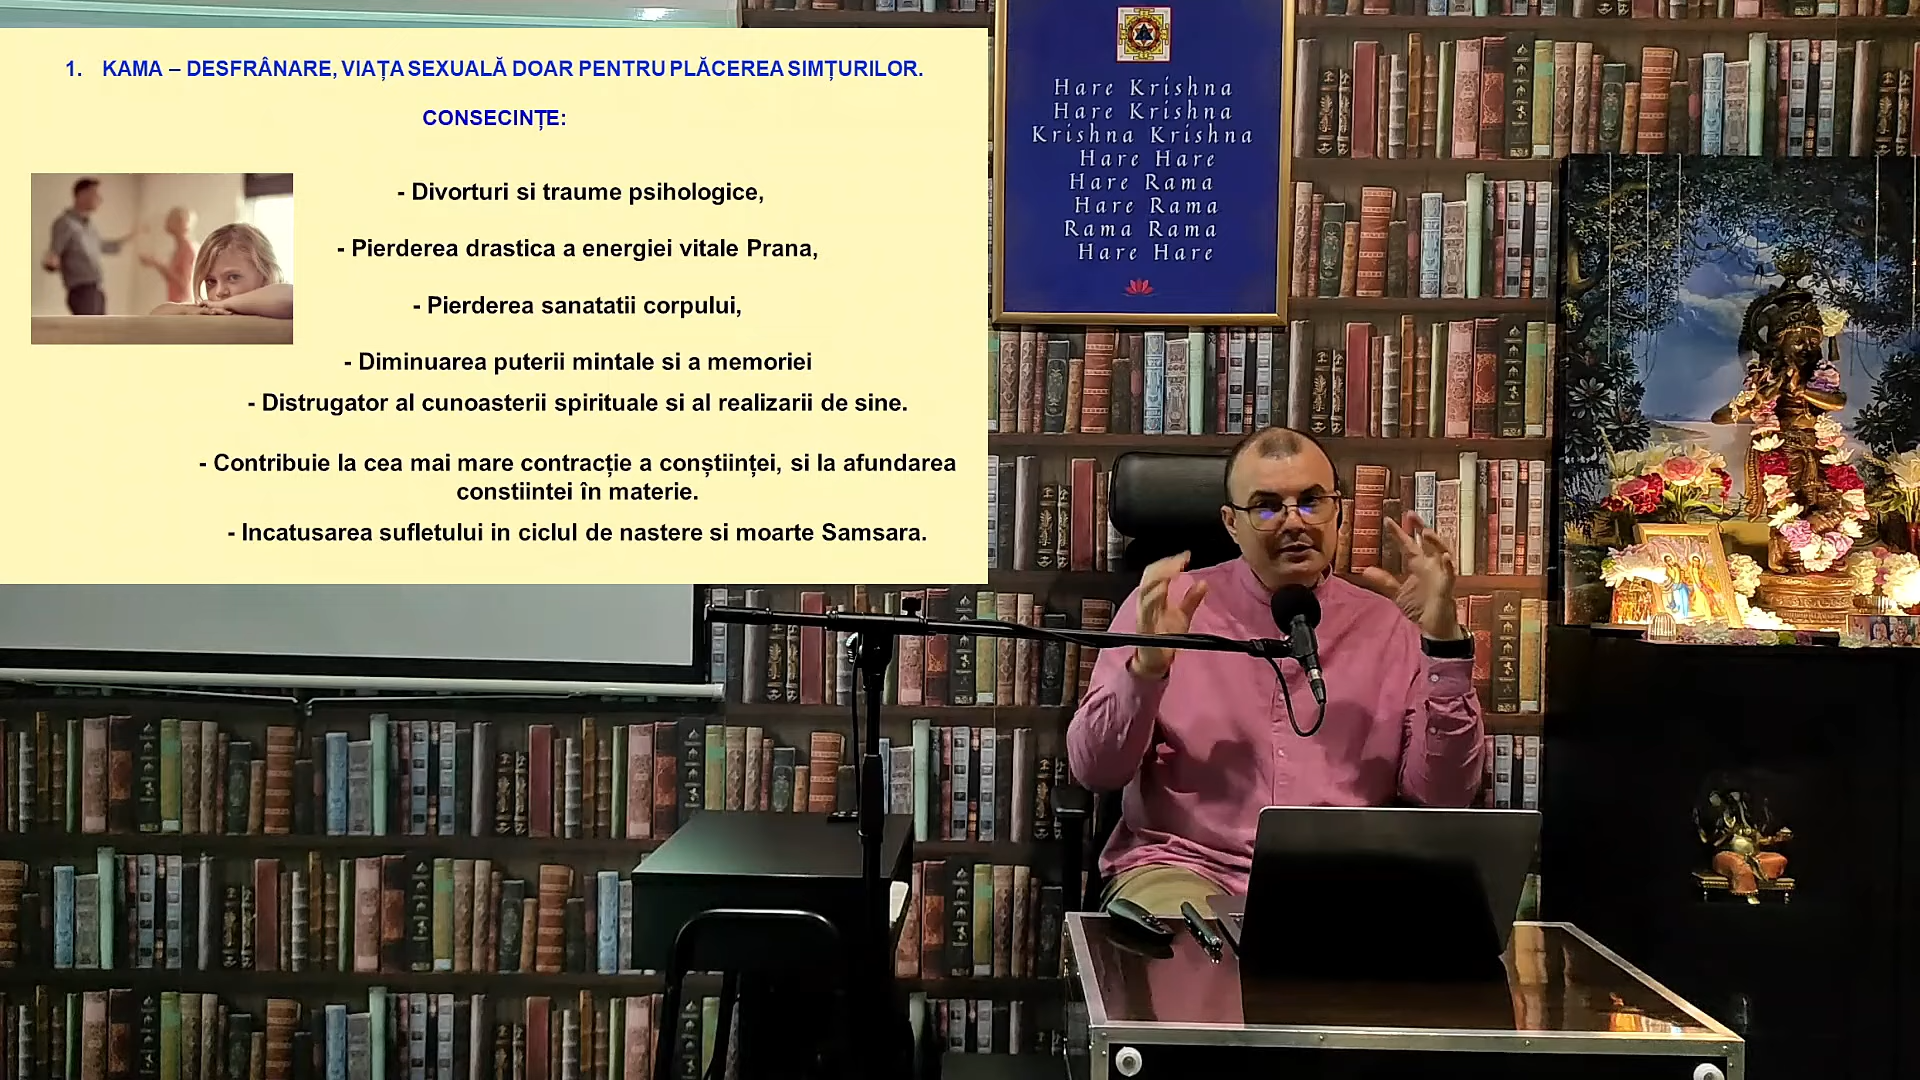 1. KAMA – DESFRÂNARE, VIAȚA SEXUALĂ DOAR PENTRU PLĂCEREA SIMȚURILOR.
CONSECINȚE:
- Divorturi si traume psihologice,
- Pierderea drastica a energiei vitale Prana,
- Pierderea sanatatii corpului,
- Diminuarea puterii mintale si a memoriei
- Distrugator al cunoasterii spirituale si al realizarii de sine.
- Contribuie la cea mai mare contracție a conștiinței, si la afundarea
constiintei în materie.
- Incatusarea sufletului in ciclul de nastere si moarte Samsara.
Hare Krishna
Hare Krishna
Krishna Krishna
Hare Hare
Hare Rama
Hare Rama
Rama Rama
Hare Hare